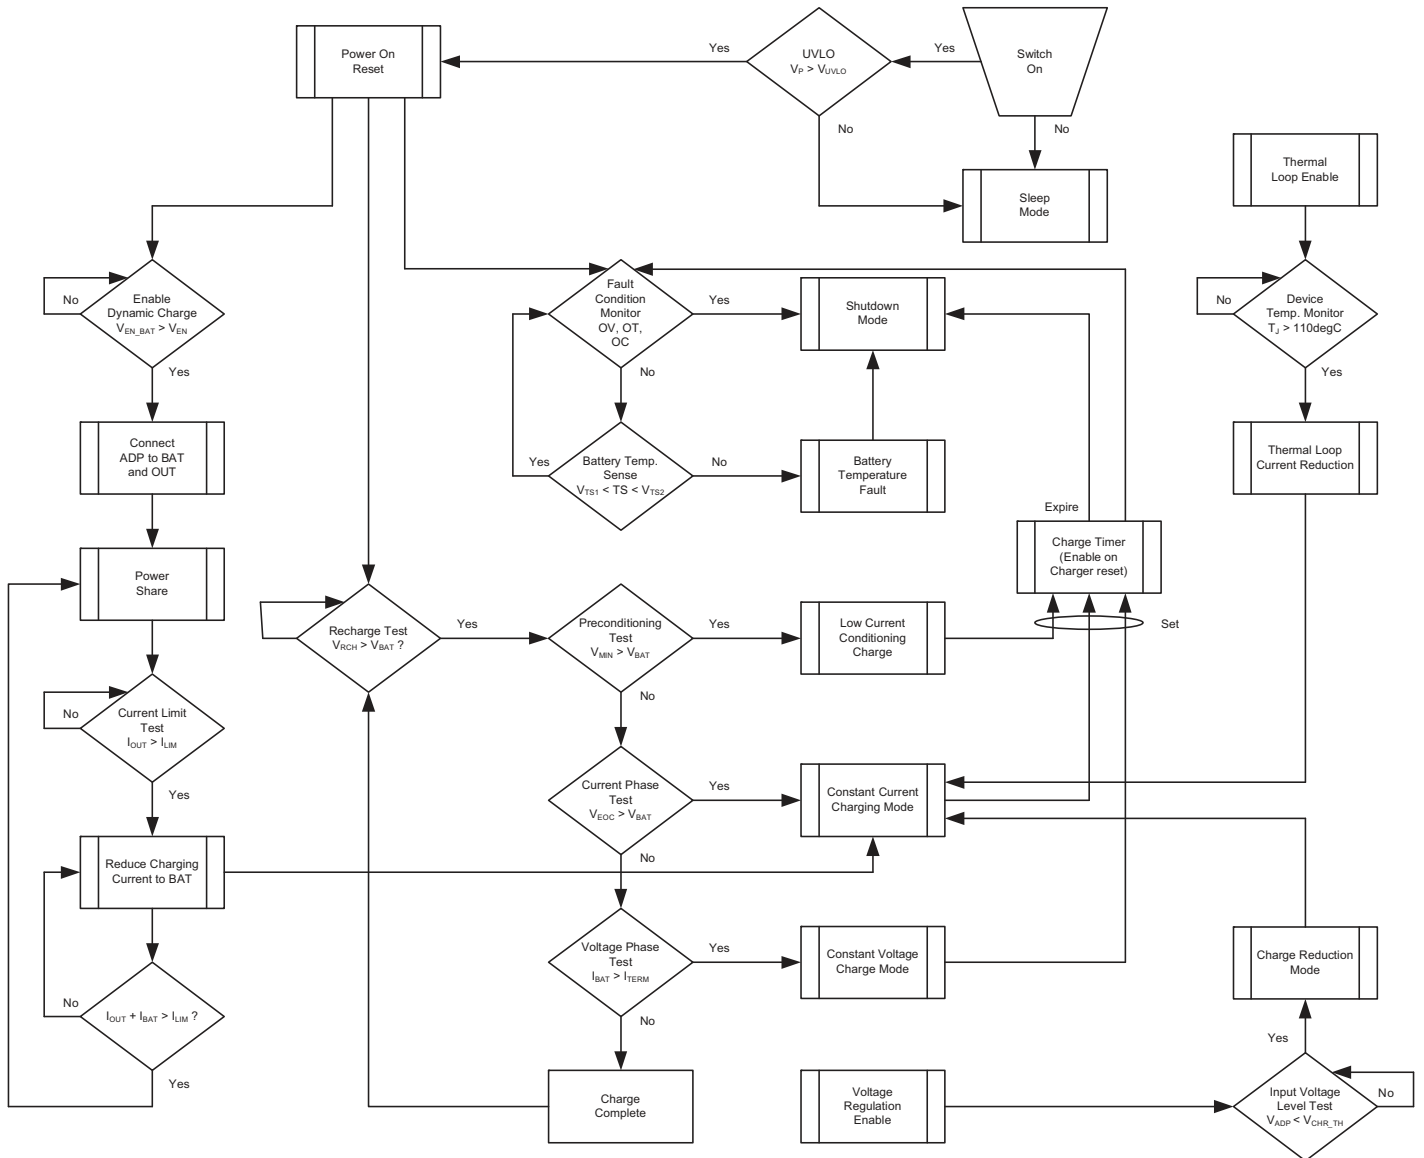 Power On
Reset
Yes
UVLO
VP > VUVLO
Yes
Switch
On
No
No
Sleep
Mode
Thermal
Loop Enable
No
Enable
Dynamic Charge
VEN_BAT > VEN
Yes
Fault
Condition
Monitor
OV, OT,
OC
Yes
No
Shutdown
Mode
No
Device
Temp. Monitor
TJ > 110degC
Yes
Connect
ADP to BAT
and OUT
Yes
Battery Temp.
Sense
VTS1 < TS < VTS2
No
Battery
Temperature
Fault
Thermal Loop
Current Reduction
Expire
Charge Timer
(Enable on
Charger reset)
Set
Power
Share
Recharge Test
VRCH > VBAT ?
Yes
Preconditioning
Test
VMIN > VBAT
Yes
No
Low Current
Conditioning
Charge
No
Current Limit
Test
IOUT > ILIM
Yes
Current Phase
Test
VEOC > VBAT
Yes
No
Constant Current
Charging Mode
Reduce Charging
Current to BAT
Voltage Phase
Test
IBAT > ITERM
Yes
No
Constant Voltage
Charge Mode
Charge Reduction
Mode
No
IOUT + IBAT > ILIM ?
Yes
Charge
Complete
Voltage
Regulation
Enable
Yes
Input Voltage
Level Test
VADP < VCHR_TH
No